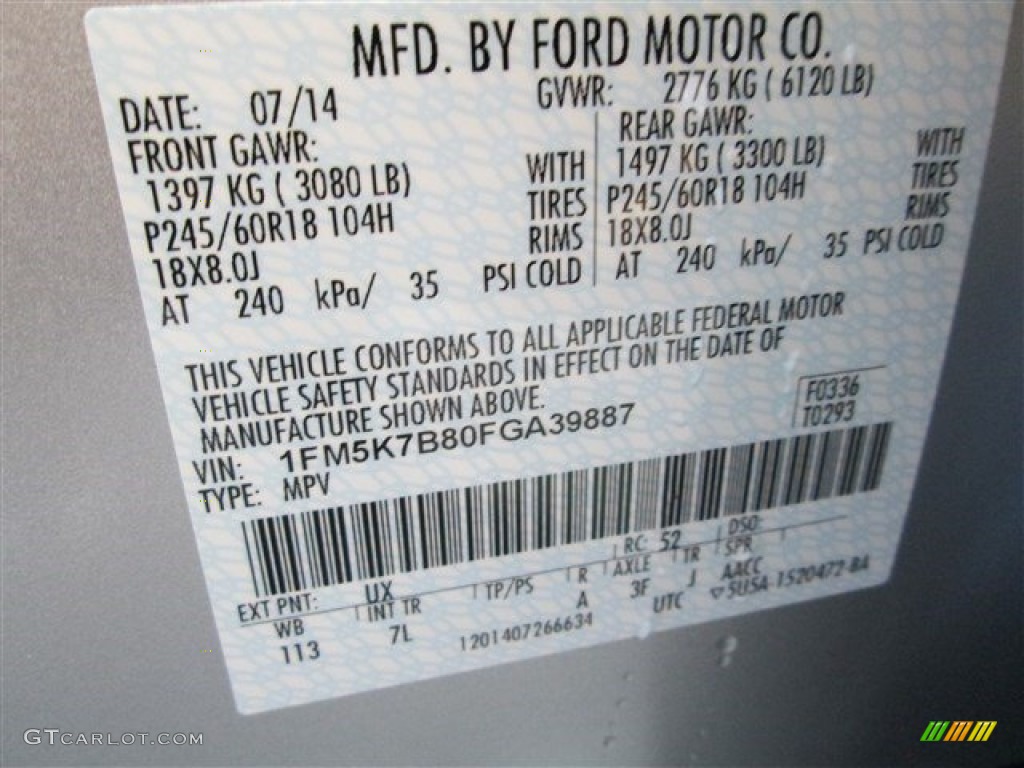 MFD. BY FORD MOTOR CO.
DATE: 07/14 GVWR: 2776 KG ( 6120 LB)
FRONT GAWR: REAR GAWR:
1397 KG ( 3080 LB) WITH 1497 KG ( 3300 LB) WITH
P245/60R18 104H TIRES P245/60R18 104H TIRES
18X8.0J RIMS 18X8.0J RIMS
AT 240 kPa/ 35 PSI COLD AT 240 kPa/ 35 PSI COLD
THIS VEHICLE CONFORMS TO ALL APPLICABLE FEDERAL MOTOR
VEHICLE SAFETY STANDARDS IN EFFECT ON THE DATE OF
MANUFACTURE SHOWN ABOVE.
F0336
T0293
VIN: 1FM5K7B80FGA39887
TYPE: MPV
EXT PNT: UX RC: 52 DSO:
WB INT TR TP/PS R AXLE TR SPR
113 7L A 3F J AACC
1201407266634 UTC ▽5U5A-1520472-BA
GTCARLOT.COM